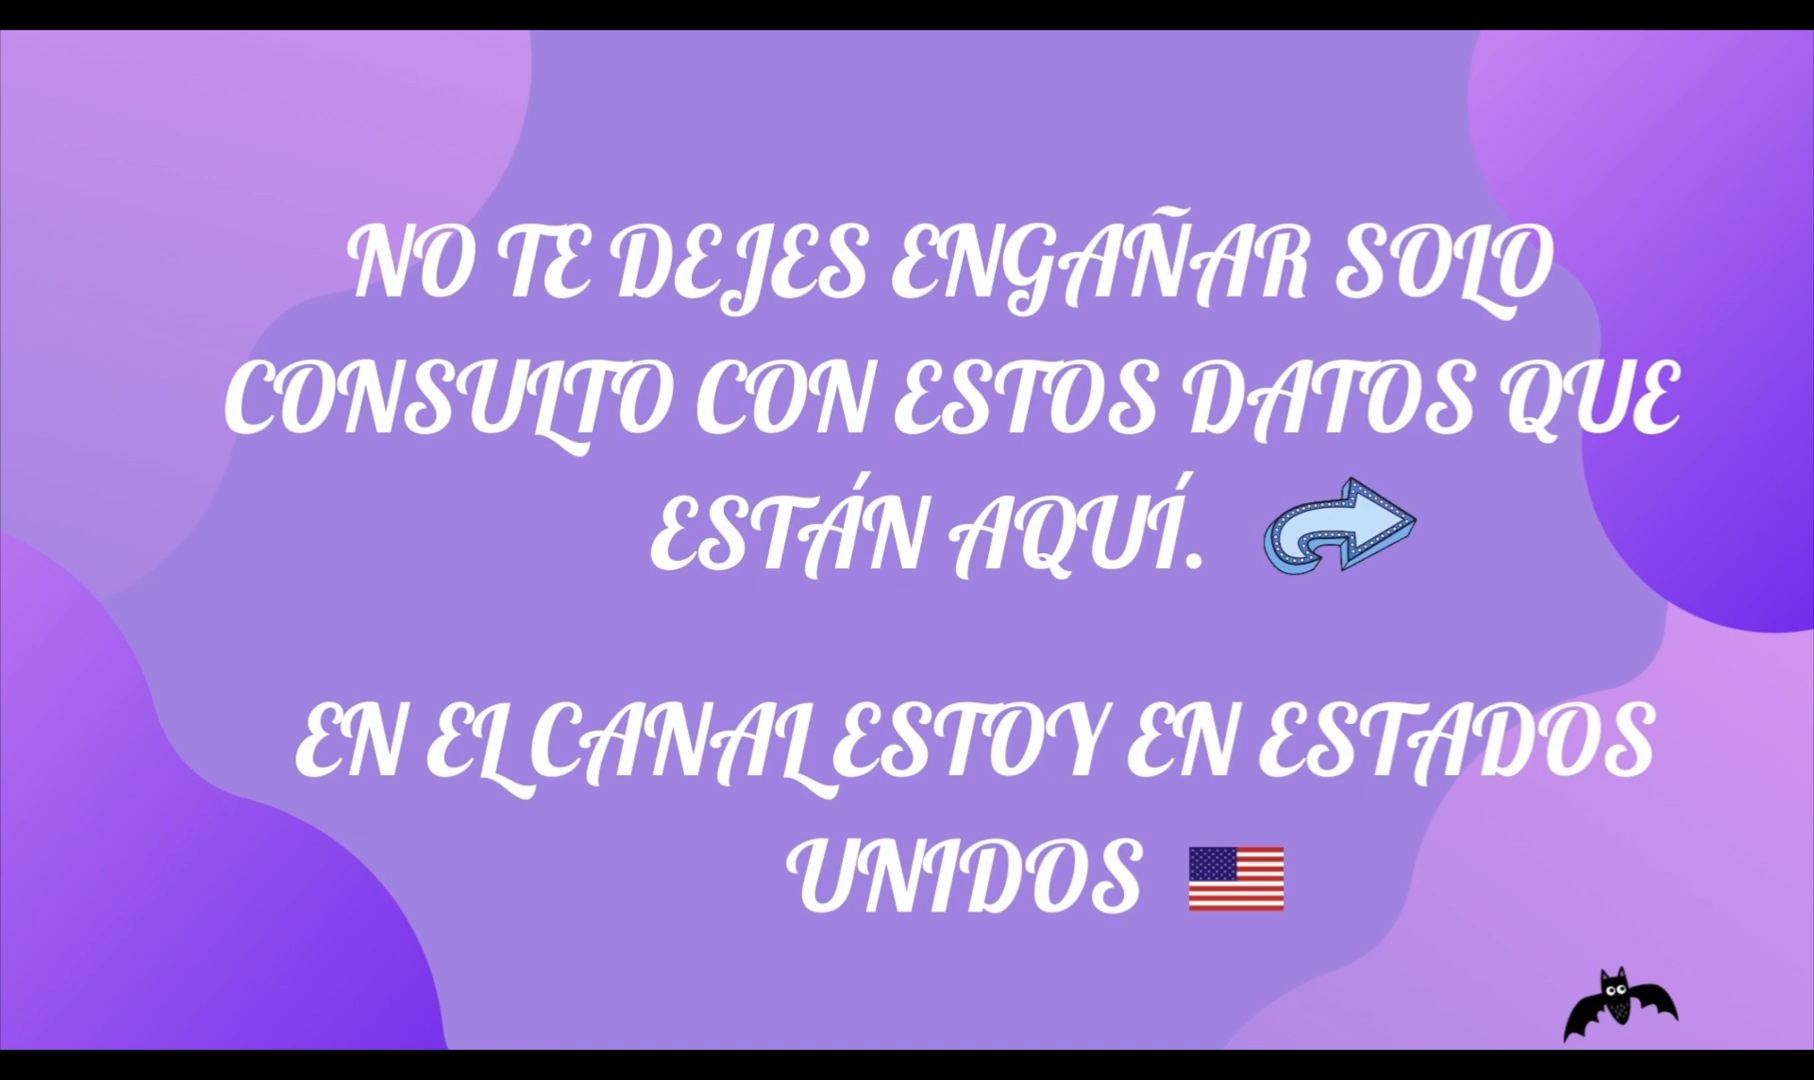 NO TE DEJES ENGAÑAR SOLO
CONSULTO CON ESTOS DATOS QUE
ESTÁN AQUÍ.
EN EL CANAL ESTOY EN ESTADOS
UNIDOS